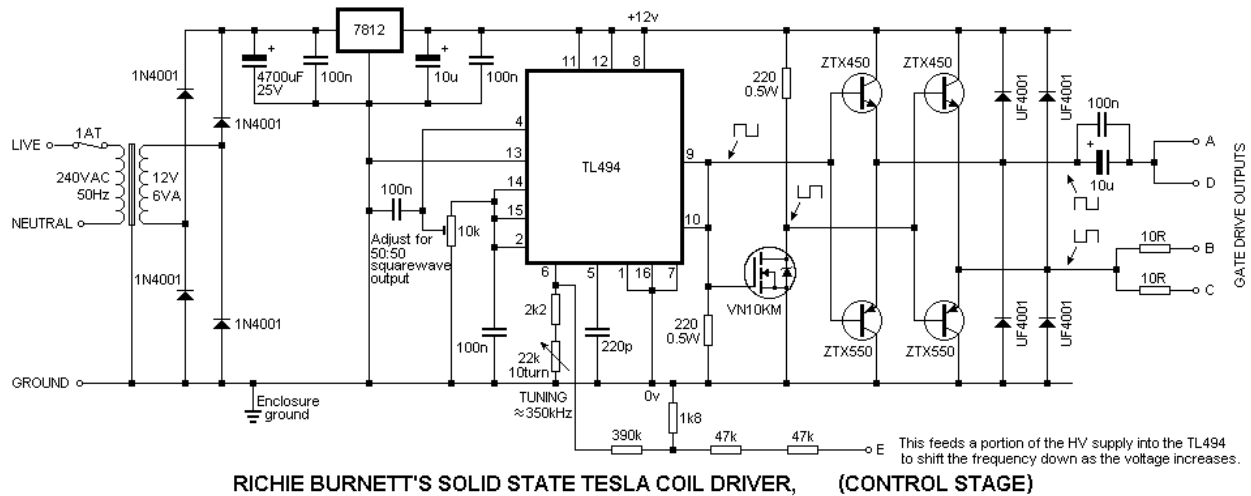 +12v
7812
1N4001
+
4700uF
25V
100n
+
10u
100n
11
12
8
220
0.5W
ZTX450
ZTX450
UF4001
UF4001
1N4001
100n
+
10u
A
D
LIVE
1AT
240VAC
50Hz
12V
6VA
NEUTRAL
4
13
14
15
2
TL494
9
10
100n
10k
Adjust for
50:50
squarewave
output
6
5
1
16
7
1N4001
1N4001
2k2
22k
10turn
100n
220p
220
0.5W
VN10KM
ZTX550
ZTX550
UF4001
UF4001
10R
B
10R
C
GATE DRIVE OUTPUTS
GROUND
Enclosure
ground
TUNING
≈350kHz
0v
1k8
390k
47k
47k
E
This feeds a portion of the HV supply into the TL494
to shift the frequency down as the voltage increases.
RICHIE BURNETT'S SOLID STATE TESLA COIL DRIVER, (CONTROL STAGE)